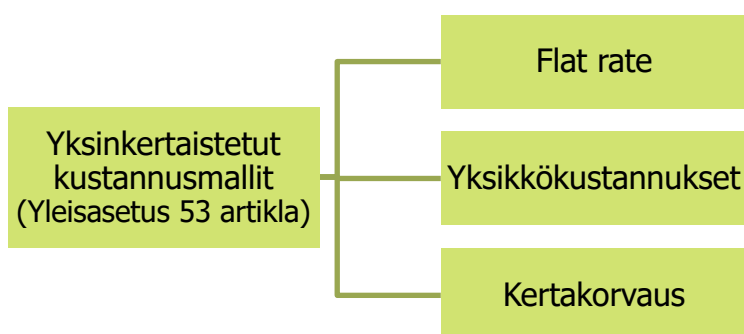 Flat rate
Yksinkertaistetut
kustannusmallit
(Yleisasetus 53 artikla)
Yksikkökustannukset
Kertakorvaus